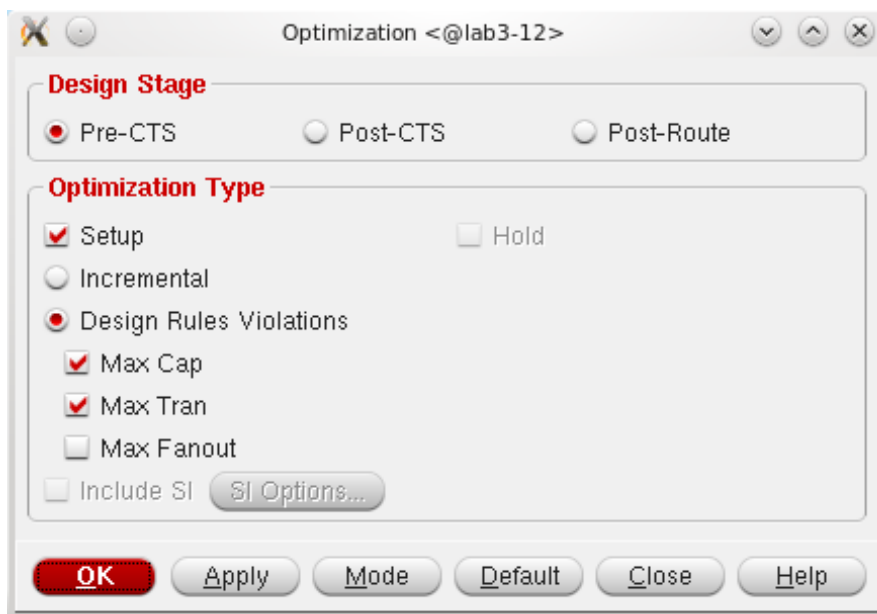 Optimization <@lab3-12>
Design Stage
Pre-CTS Post-CTS Post-Route
Optimization Type
Setup Hold
Incremental
Design Rules Violations
Max Cap
Max Tran
Max Fanout
Include SI SI Options...
OK Apply Mode Default Close Help